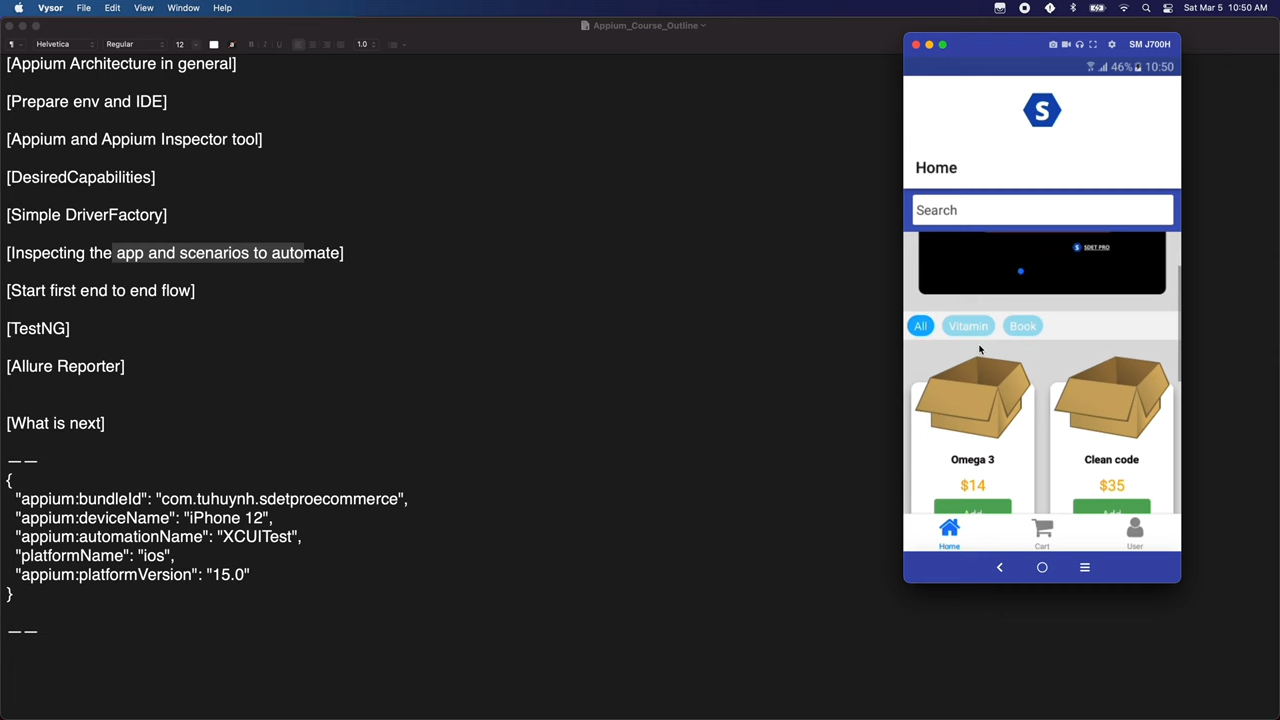 Vysor File Edit View Window Help
Sat Mar 5 10:50 AM
Appium_Course_Outline
¶ Helvetica Regular 12 a B I U 1.0
[Appium Architecture in general]
[Prepare env and IDE]
[Appium and Appium Inspector tool]
[DesiredCapabilities]
[Simple DriverFactory]
[Inspecting the app and scenarios to automate]
[Start first end to end flow]
[TestNG]
[Allure Reporter]
[What is next]
——
{
"appium:bundleId": "com.tuhuynh.sdetproecommerce",
"appium:deviceName": "iPhone 12",
"appium:automationName": "XCUITest",
"platformName": "ios",
"appium:platformVersion": "15.0"
}
——
SM J700H
46% 10:50
S
Home
Search
S SDET PRO
All Vitamin Book
Omega 3 Clean code
$14 $35
Add Add
Home Cart User